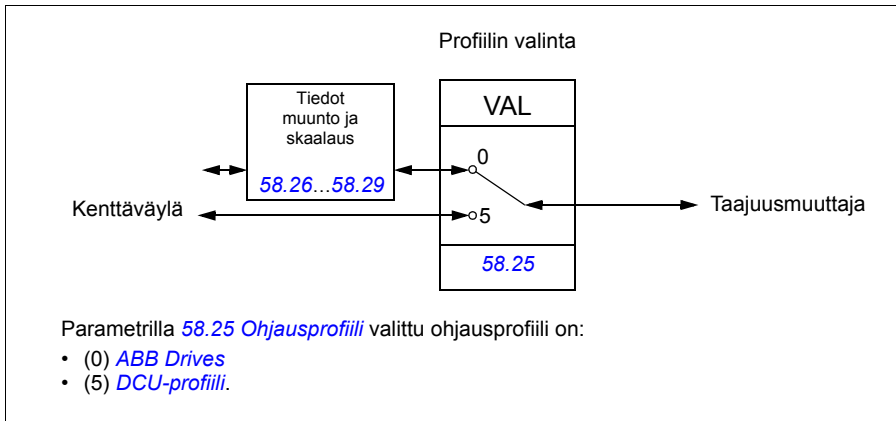 Profiilin valinta
Tiedot
muunto ja
skaalaus
58.26...58.29
VAL
0
5
58.25
Kenttäväylä
Taajuusmuuttaja
Parametrilla 58.25 Ohjausprofiili valittu ohjausprofiili on:
• (0) ABB Drives
• (5) DCU-profiili.